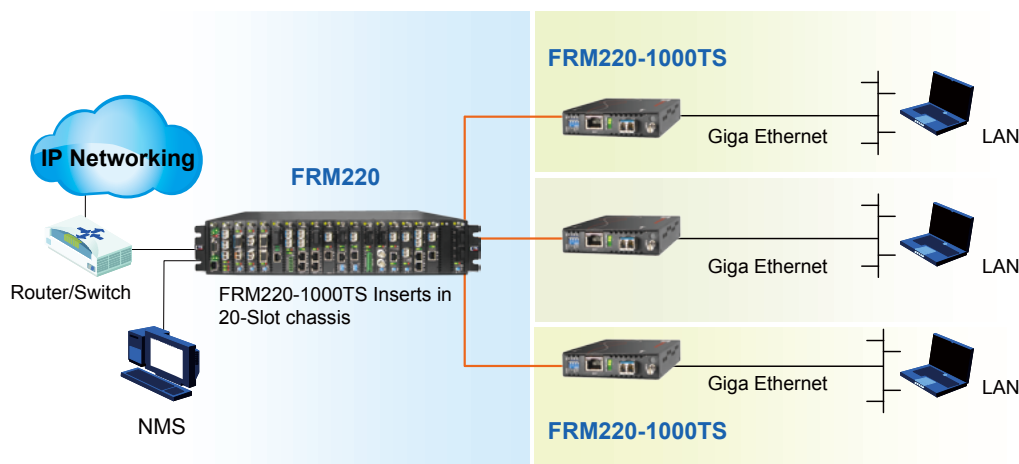 FRM220-1000TS
Giga Ethernet
LAN
IP Networking
FRM220
Giga Ethernet
LAN
Router/Switch
FRM220-1000TS Inserts in
20-Slot chassis
NMS
Giga Ethernet
LAN
FRM220-1000TS